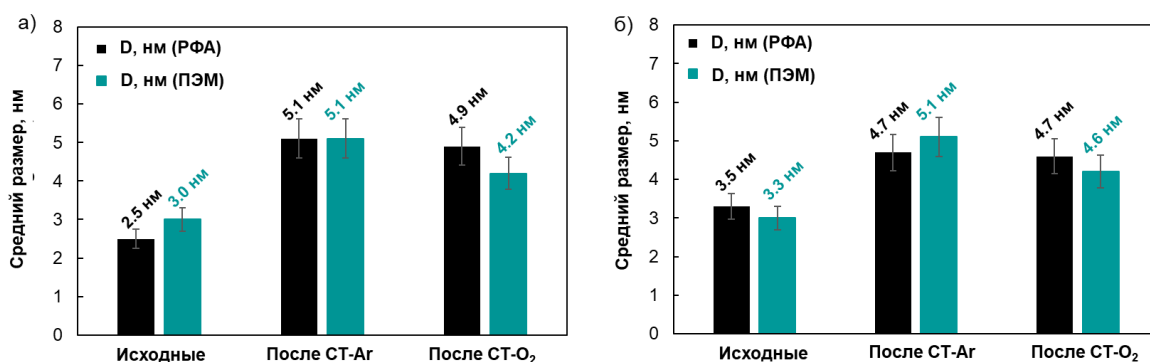 а)
Средний размер, нм
8
7
6
5
4
3
2
1
0
D, нм (РФА)
D, нм (ПЭМ)
2.5 нм
3.0 нм
5.1 нм
5.1 нм
4.9 нм
4.2 нм
Исходные
После СТ-Ar
После СТ-O₂
б)
Средний размер, нм
8
7
6
5
4
3
2
1
0
D, нм (РФА)
D, нм (ПЭМ)
3.5 нм
3.3 нм
4.7 нм
5.1 нм
4.7 нм
4.6 нм
Исходные
После СТ-Ar
После СТ-O₂